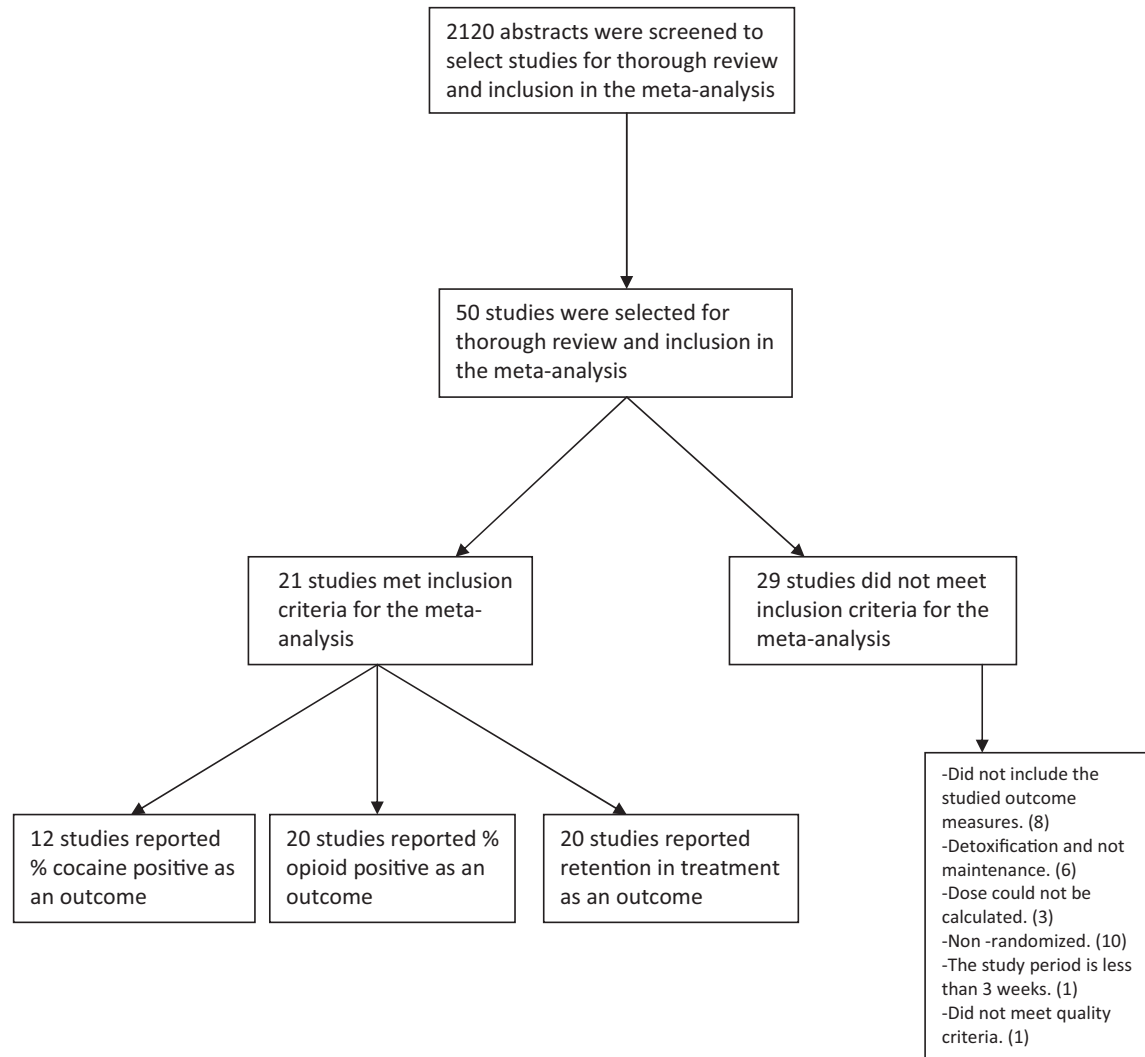 2120 abstracts were screened to
select studies for thorough review
and inclusion in the meta-analysis
50 studies were selected for
thorough review and inclusion in
the meta-analysis
21 studies met inclusion
criteria for the meta-
analysis
29 studies did not meet
inclusion criteria for the
meta-analysis
12 studies reported
% cocaine positive as
an outcome
20 studies reported %
opioid positive as an
outcome
20 studies reported
retention in treatment
as an outcome
-Did not include the
studied outcome
measures. (8)
-Detoxification and not
maintenance. (6)
-Dose could not be
calculated. (3)
-Non -randomized. (10)
-The study period is less
than 3 weeks. (1)
-Did not meet quality
criteria. (1)